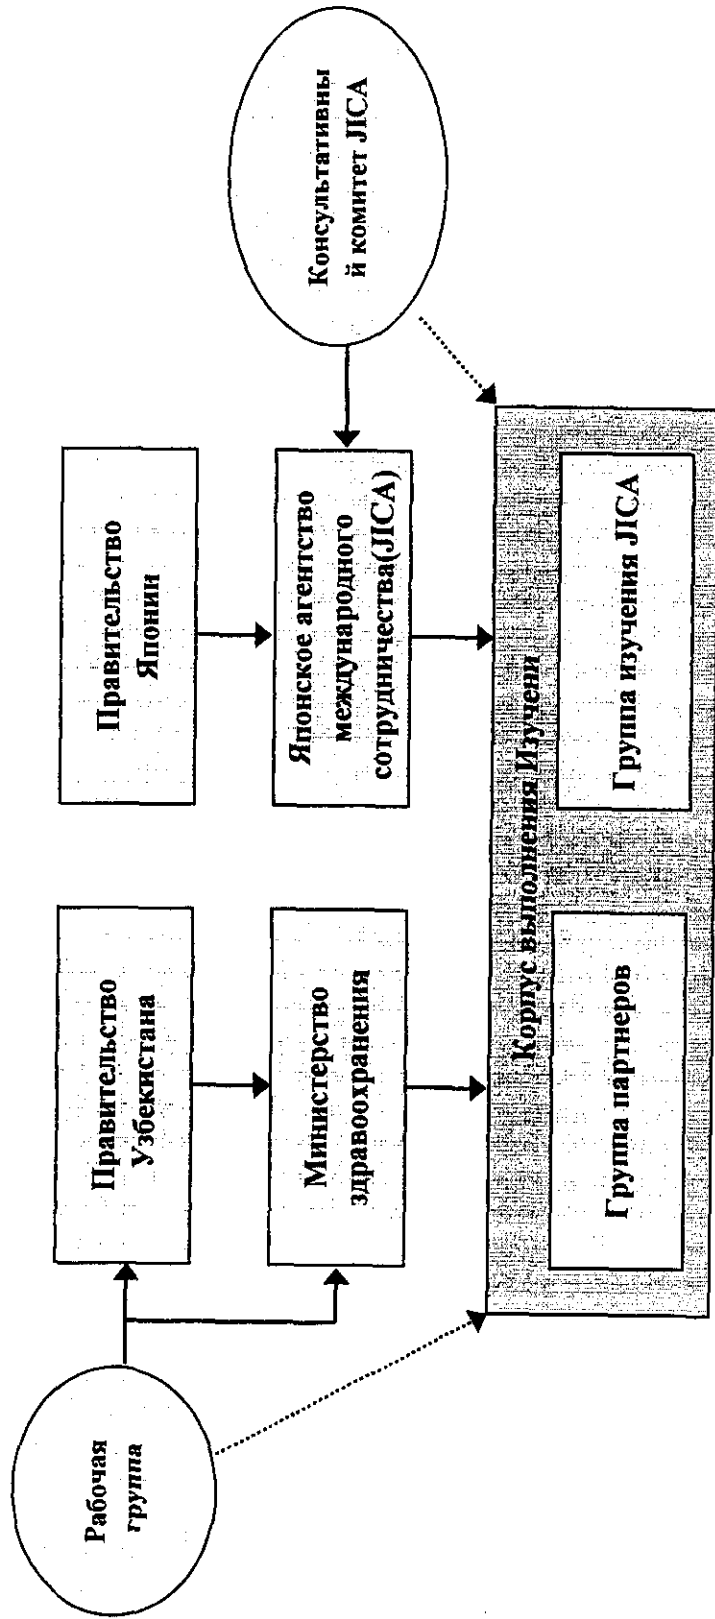 Рабочая
группа
Правительство
Узбекистана
Правительство
Японии
Консультативны
й комитет JICA
Министерство
здравоохранения
Японское агентство
международного
сотрудничества(JICA)
Корпус выполнения Изучени
Группа партнеров
Группа изучения JICA